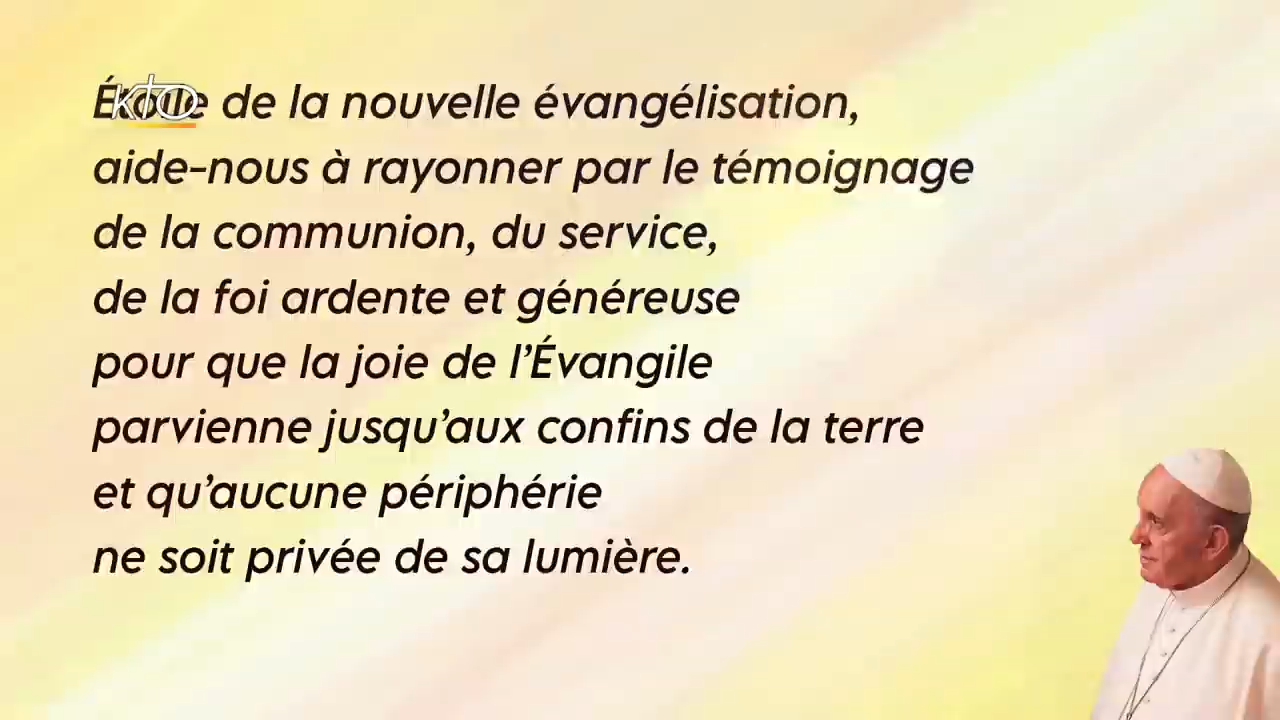 KTO
Étoile de la nouvelle évangélisation,
aide-nous à rayonner par le témoignage
de la communion, du service,
de la foi ardente et généreuse
pour que la joie de l’Évangile
parvienne jusqu’aux confins de la terre
et qu’aucune périphérie
ne soit privée de sa lumière.